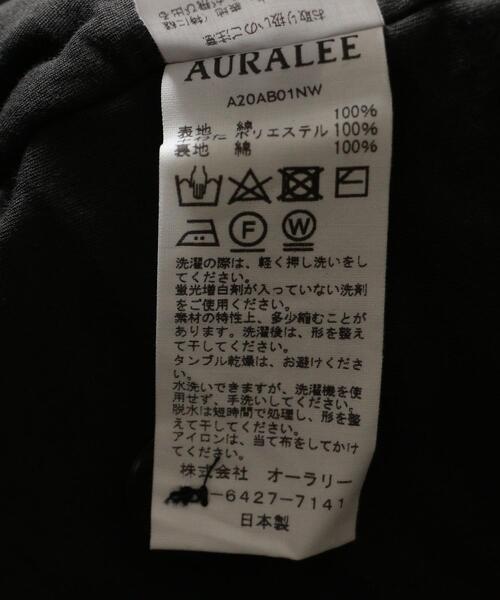 お取り扱いのご注意
AURALEE
A20AB01NW
100%
表地 綿
ポリエステル 100%
裏地 綿 100%
F
W
洗濯の際は、軽く押し洗いをし
てください。
蛍光増白剤が入っていない洗剤
をご使用ください。
素材の特性上、多少縮むことが
あります。洗濯後は、形を整え
て干してください。
タンブル乾燥は、お避けくださ
い。
水洗いできますが、洗濯機を使
用せず、手洗いしてください。
脱水は短時間で処理し、形を整
えて干してください。
アイロンは、当て布をしてかけ
てください。
株式会社 オーラリー
-6427-7141
日本製